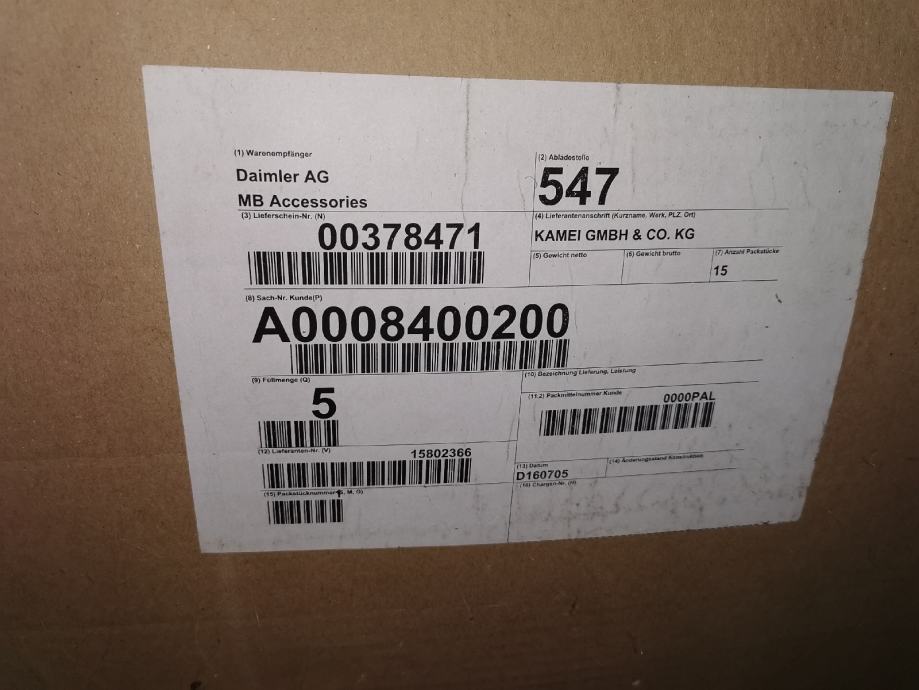 (1) Warenempfänger
Daimler AG
MB Accessories
(2) Abladestelle
547
(3) Lieferschein-Nr. (N)
00378471
(4) Lieferantenanschrift (Kurzname, Werk, PLZ, Ort)
KAMEI GMBH & CO. KG
(5) Gewicht netto
(6) Gewicht brutto
(7) Anzahl Packstücke
15
(8) Sach-Nr. Kunde(P)
A0008400200
(9) Füllmenge (Q)
5
(10) Bezeichnung Lieferung, Leistung
(11.2) Packmittelnummer Kunde
0000PAL
(12) Lieferanten-Nr. (V)
15802366
(13) Datum
D160705
(14) Änderungsstand Konstruktion
(15) Packstücknummer(S, M, G)
1
(16) Chargen-Nr. (H)